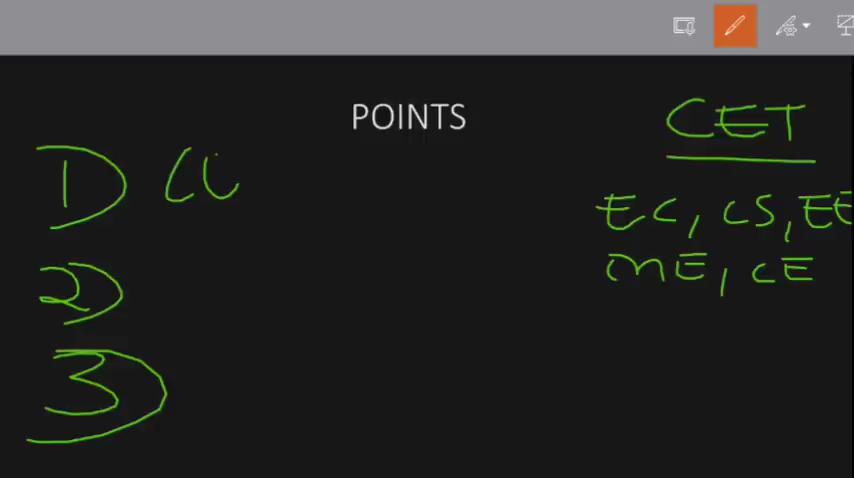 POINTS
CET
1)
EC, CS, EE
2)
ME, CE
3)